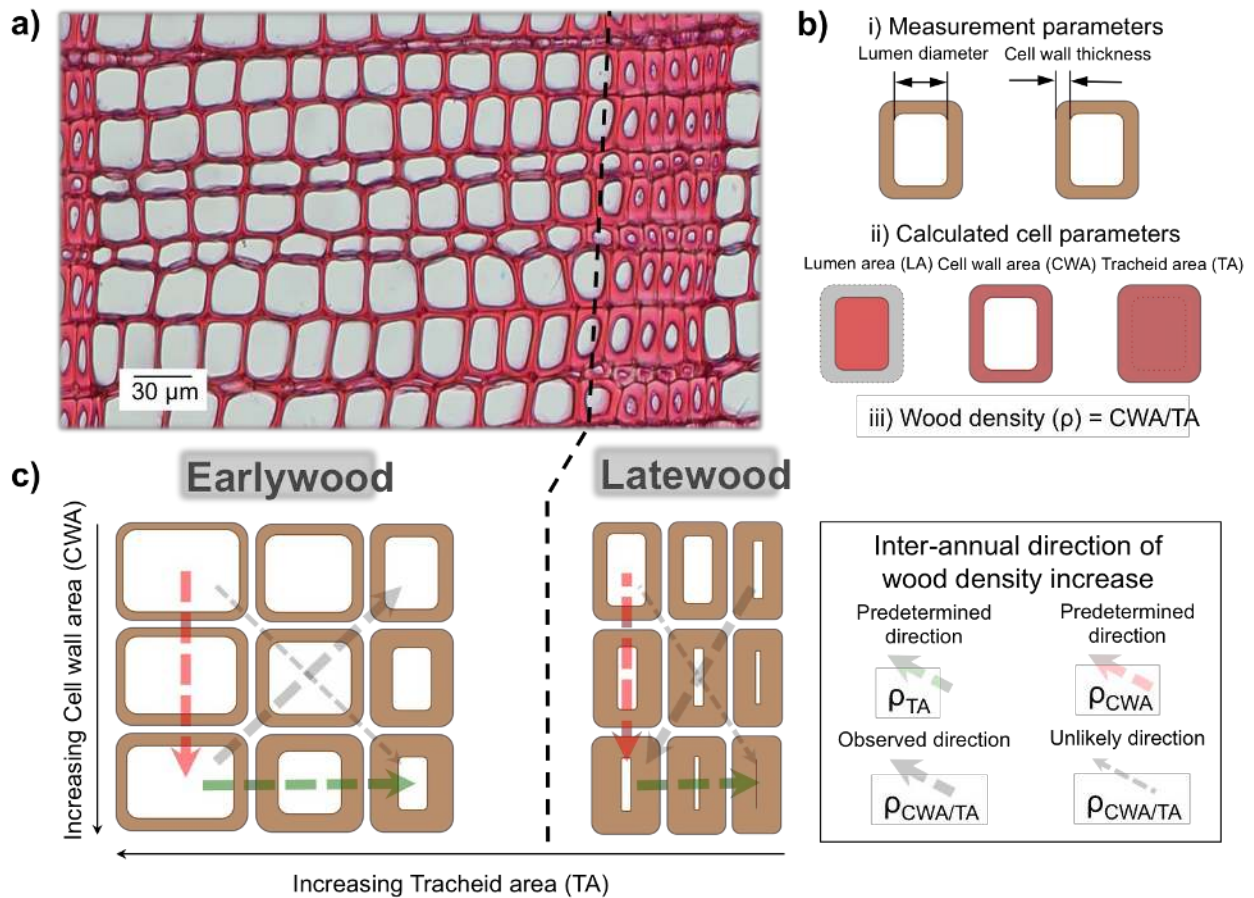 a)
30 µm
b)
i) Measurement parameters
Lumen diameter
Cell wall thickness
ii) Calculated cell parameters
Lumen area (LA)
Cell wall area (CWA)
Tracheid area (TA)
iii) Wood density (ρ) = CWA/TA
c)
Earlywood
Latewood
Increasing Cell wall area (CWA)
Increasing Tracheid area (TA)
Inter-annual direction of
wood density increase
Predetermined
direction
ρTA
Predetermined
direction
ρCWA
Observed direction
ρCWA/TA
Unlikely direction
ρCWA/TA